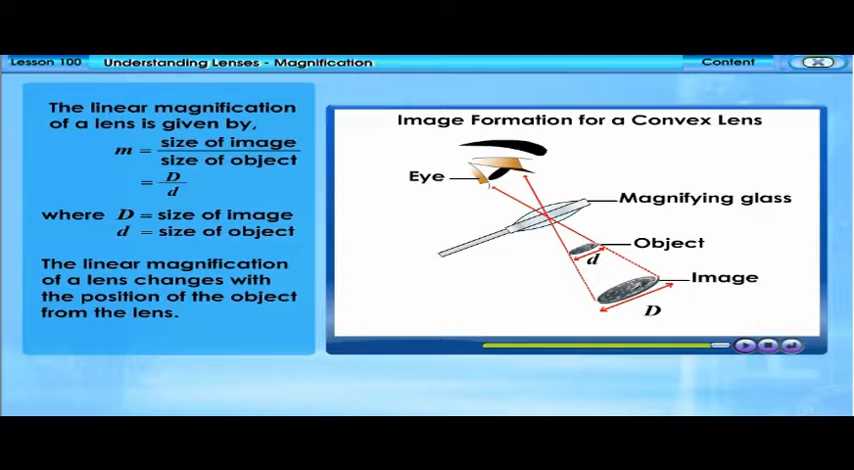 Lesson 100 Understanding Lenses - Magnification Content
The linear magnification
of a lens is given by,
m = size of image
size of object
= D
d
where D = size of image
d = size of object
The linear magnification
of a lens changes with
the position of the object
from the lens.
Image Formation for a Convex Lens
Eye
Magnifying glass
Object
d
Image
D